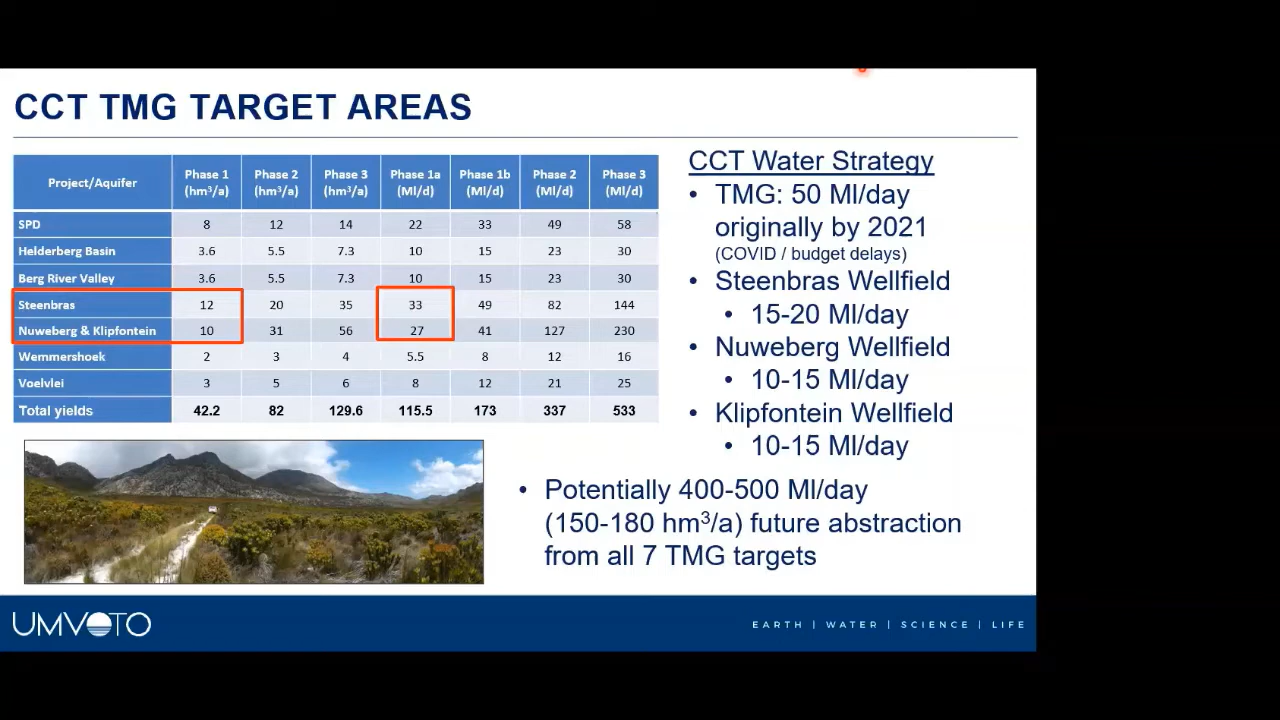 CCT TMG TARGET AREAS
Project/Aquifer Phase 1 (hm³/a) Phase 2 (hm³/a) Phase 3 (hm³/a) Phase 1a (Ml/d) Phase 1b (Ml/d) Phase 2 (Ml/d) Phase 3 (Ml/d)
SPD 8 12 14 22 33 49 58
Helderberg Basin 3.6 5.5 7.3 10 15 23 30
Berg River Valley 3.6 5.5 7.3 10 15 23 30
Steenbras 12 20 35 33 49 82 144
Nuweberg & Klipfontein 10 31 56 27 41 127 230
Wemmershoek 2 3 4 5.5 8 12 16
Voelvlei 3 5 6 8 12 21 25
Total yields 42.2 82 129.6 115.5 173 337 533
CCT Water Strategy
• TMG: 50 Ml/day
originally by 2021
(COVID / budget delays)
• Steenbras Wellfield
• 15-20 Ml/day
• Nuweberg Wellfield
• 10-15 Ml/day
• Klipfontein Wellfield
• 10-15 Ml/day
• Potentially 400-500 Ml/day
(150-180 hm³/a) future abstraction
from all 7 TMG targets
UMVOTO
EARTH | WATER | SCIENCE | LIFE